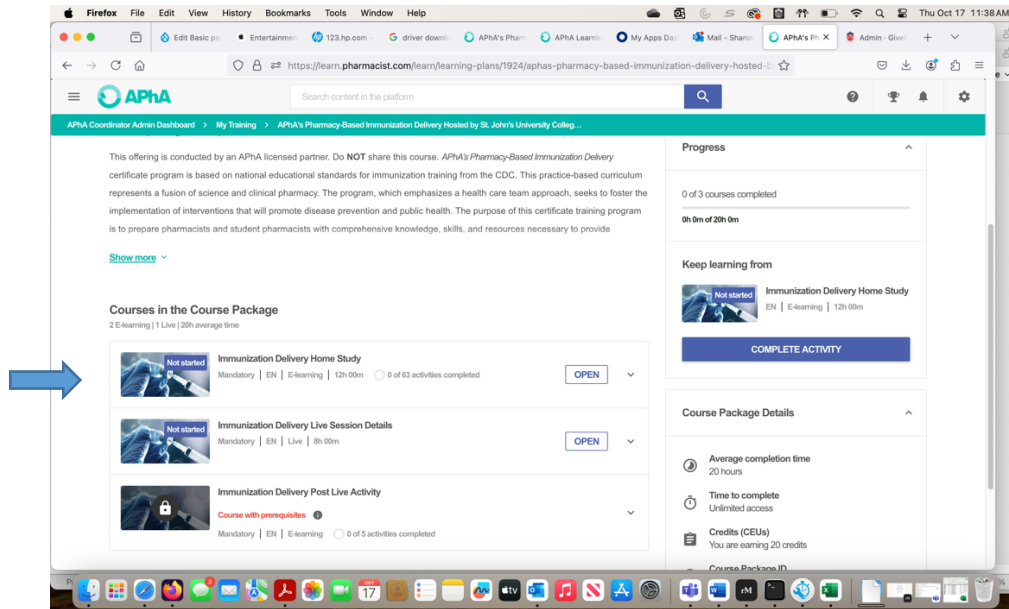 Firefox File Edit View History Bookmarks Tools Window Help Thu Oct 17 11:38AM
Edit Basic pa Entertainmen 123.hp.com - driver downlo APhA's Pharm APhA Learnin My Apps Das Mail - Sharon APhA's Ph Admin - Give
https://learn.pharmacist.com/learn/learning-plans/1924/aphas-pharmacy-based-immunization-delivery-hosted-b
APhA Search content in the platform
APhA Coordinator Admin Dashboard > My Training > APhA's Pharmacy-Based Immunization Delivery Hosted by St. John's University Colleg...
This offering is conducted by an APhA licensed partner. Do NOT share this course. APhA's Pharmacy-Based Immunization Delivery
certificate program is based on national educational standards for immunization training from the CDC. This practice-based curriculum
represents a fusion of science and clinical pharmacy. The program, which emphasizes a health care team approach, seeks to foster the
implementation of interventions that will promote disease prevention and public health. The purpose of this certificate training program
is to prepare pharmacists and student pharmacists with comprehensive knowledge, skills, and resources necessary to provide
Show more
Courses in the Course Package
2 E-learning | 1 Live | 20h average time
Not started
Immunization Delivery Home Study
Mandatory | EN | E-learning | 12h 00m 0 of 63 activities completed
OPEN
Not started
Immunization Delivery Live Session Details
Mandatory | EN | Live | 8h 00m
OPEN
Immunization Delivery Post Live Activity
Course with prerequisites
Mandatory | EN | E-learning 0 of 5 activities completed
Progress
0 of 3 courses completed
0h 0m of 20h 0m
Keep learning from
Not started
Immunization Delivery Home Study
EN | E-learning | 12h 00m
COMPLETE ACTIVITY
Course Package Details
Average completion time
20 hours
Time to complete
Unlimited access
Credits (CEUs)
You are earning 20 credits
Course Package ID
OCT
17
tv